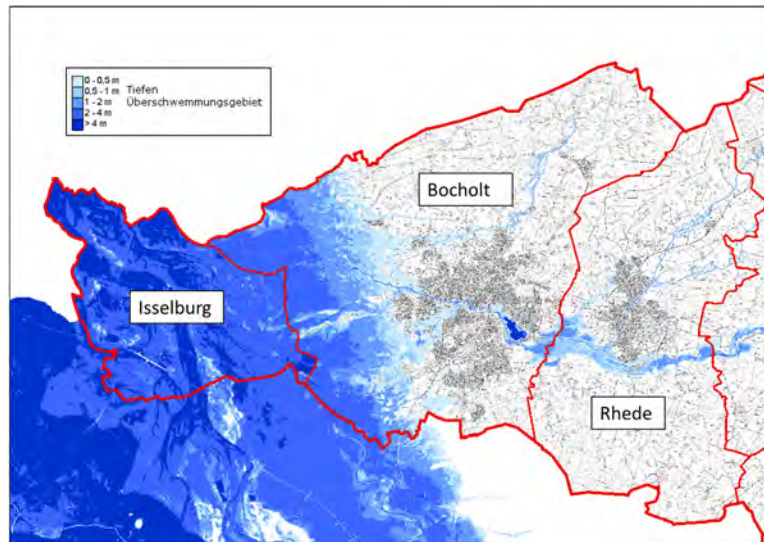 0 - 0,5 m
0,5 - 1 m
1 - 2 m
2 - 4 m
> 4 m
Tiefen
Überschwemmungsgebiet
Bocholt
Isselburg
Rhede